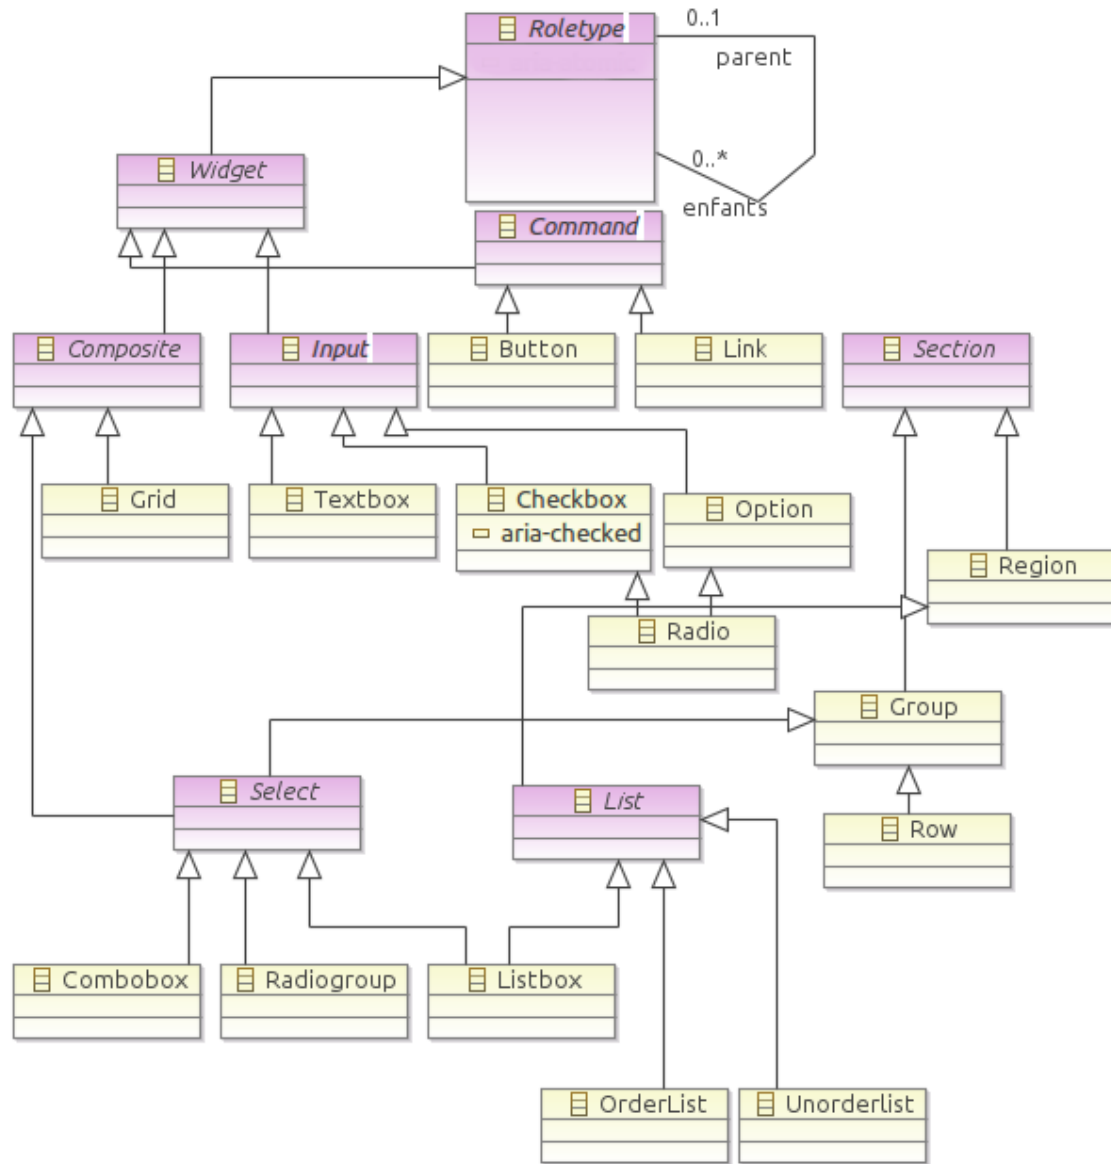 Roletype
0..1
parent
0..*
enfants
Widget
Command
Composite
Input
Button
Link
Section
Grid
Textbox
Checkbox
aria-checked
Option
Region
Radio
Group
Select
List
Row
Combobox
Radiogroup
Listbox
OrderList
Unorderlist